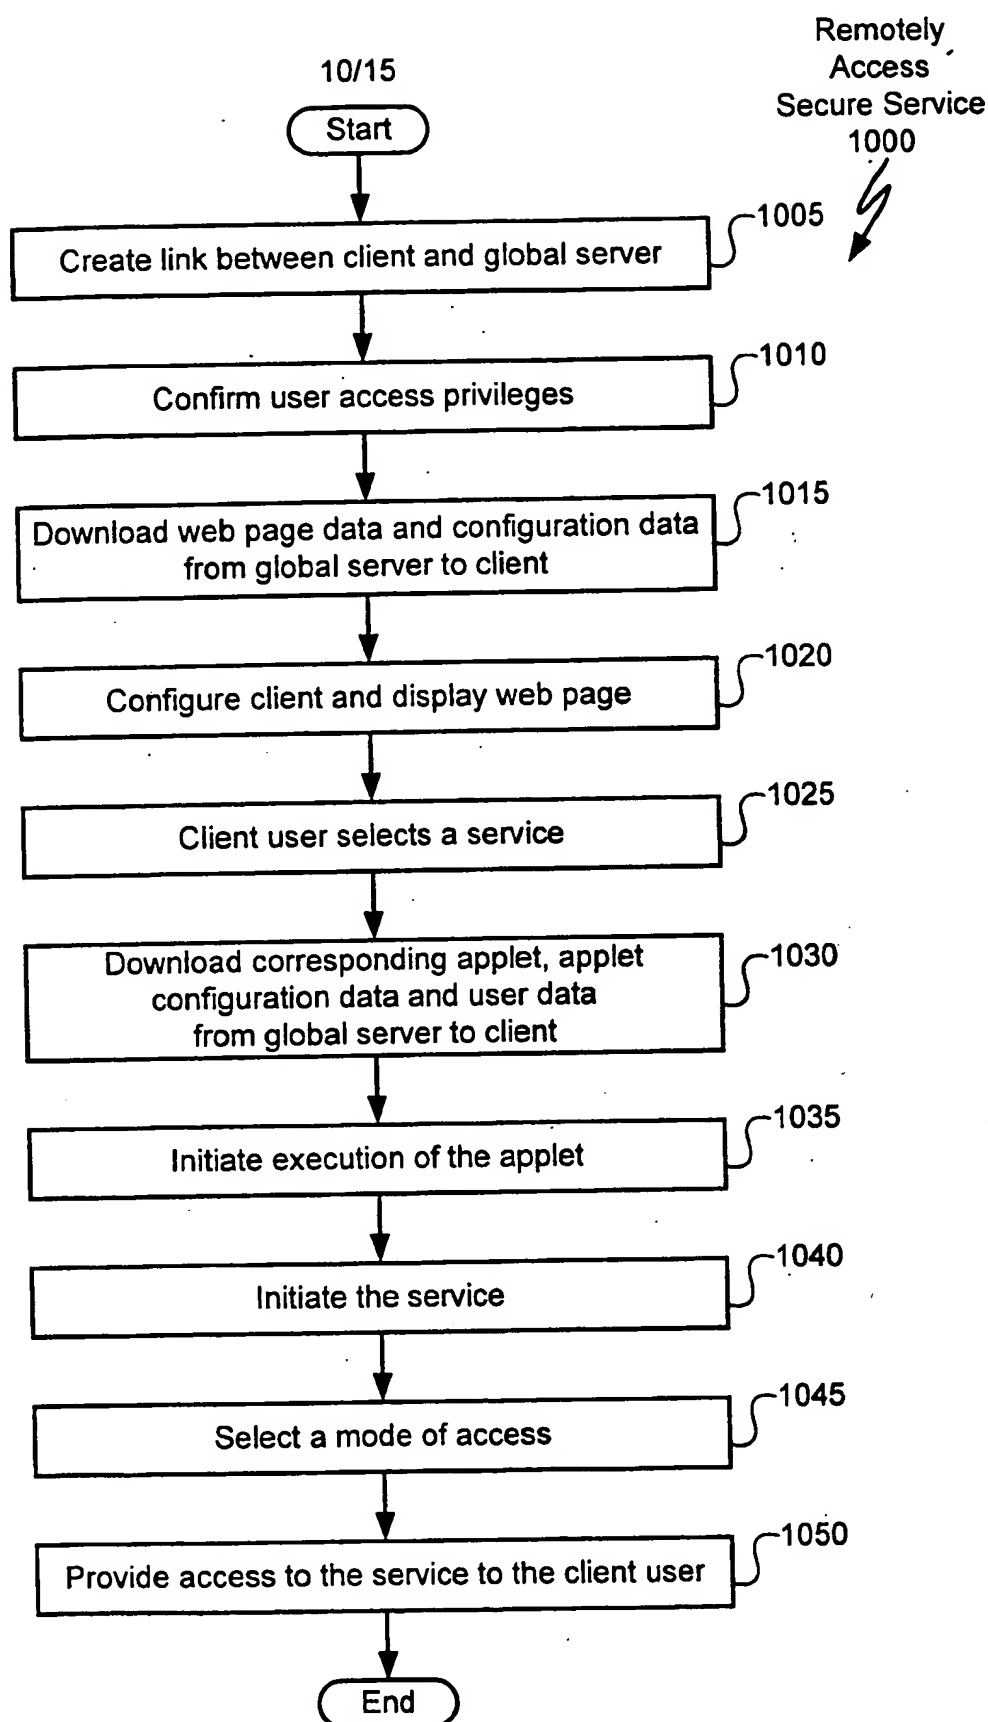 10/15
Remotely
Access
Secure Service
1000
Start
Create link between client and global server
1005
Confirm user access privileges
1010
Download web page data and configuration data
from global server to client
1015
Configure client and display web page
1020
Client user selects a service
1025
Download corresponding applet, applet
configuration data and user data
from global server to client
1030
Initiate execution of the applet
1035
Initiate the service
1040
Select a mode of access
1045
Provide access to the service to the client user
1050
End